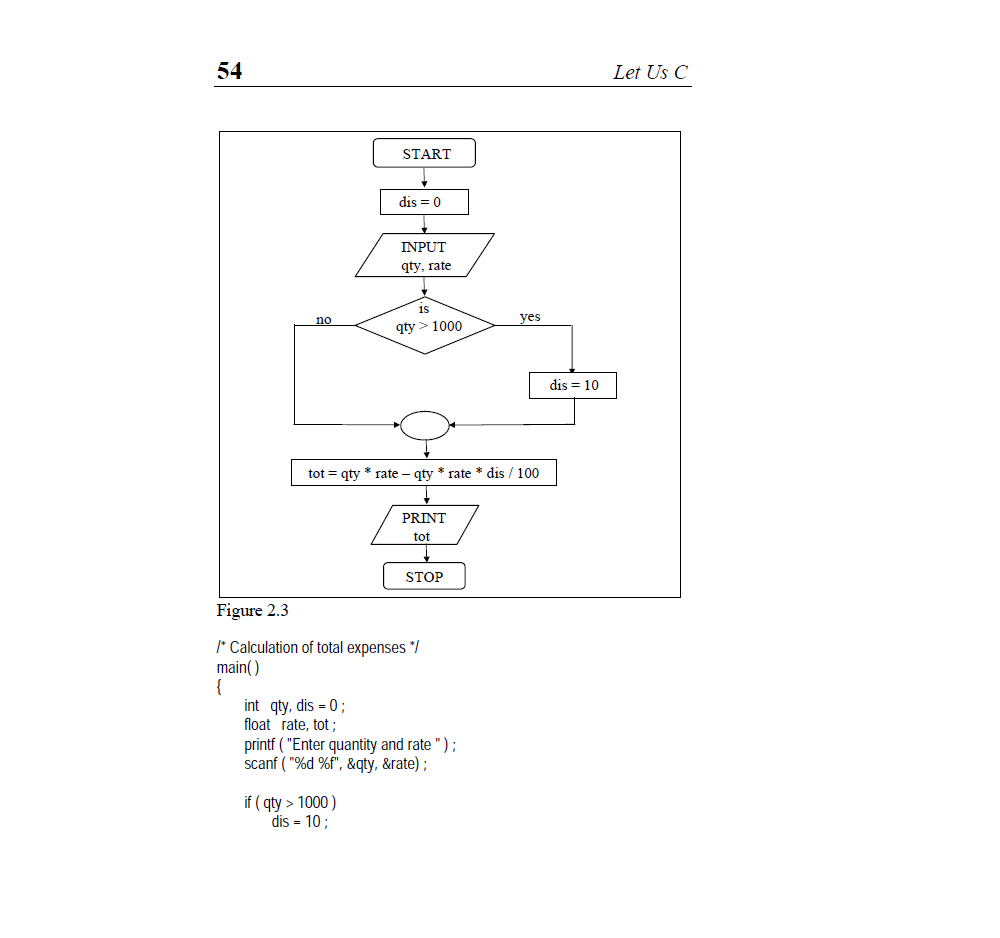 54 Let Us C
START
dis = 0
INPUT
qty, rate
is
no
qty > 1000
yes
dis = 10
tot = qty * rate – qty * rate * dis / 100
PRINT
tot
STOP
Figure 2.3
/* Calculation of total expenses */
main( )
{
int qty, dis = 0 ;
float rate, tot ;
printf ( "Enter quantity and rate " ) ;
scanf ( "%d %f", &qty, &rate) ;
if ( qty > 1000 )
dis = 10 ;